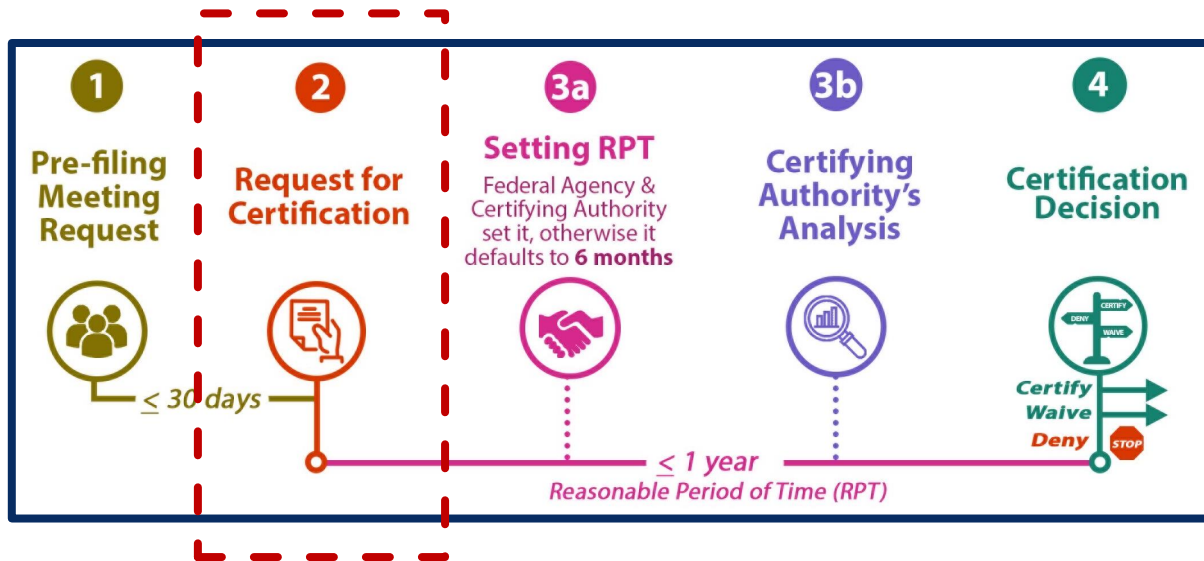 1
Pre-filing
Meeting
Request
2
Request for
Certification
3a
Setting RPT
Federal Agency &
Certifying Authority
set it, otherwise it
defaults to 6 months
3b
Certifying
Authority's
Analysis
4
Certification
Decision
CERTIFY
DENY
WAIVE
≤ 30 days
Certify
Waive
Deny
STOP
≤ 1 year
Reasonable Period of Time (RPT)